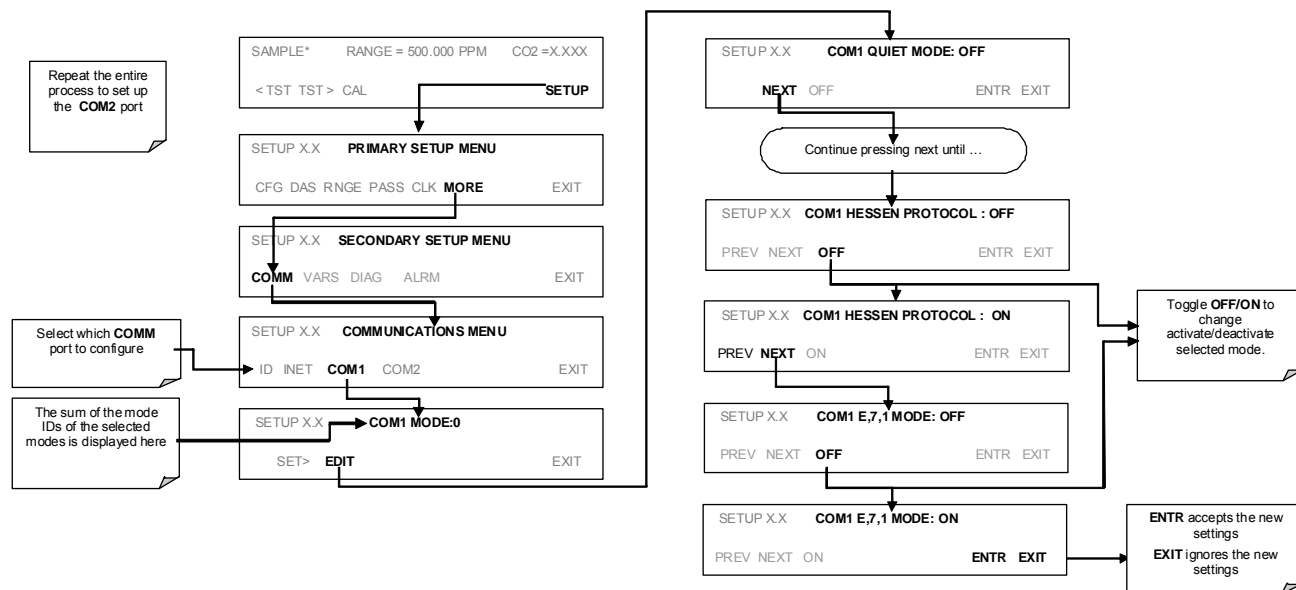 Repeat the entire
process to set up
the COM2 port
SAMPLE* RANGE = 500.000 PPM CO2 =X.XXX
< TST TST > CAL SETUP
SETUP X.X PRIMARY SETUP MENU
CFG DAS RNGE PASS CLK MORE EXIT
SETUP X.X SECONDARY SETUP MENU
COMM VARS DIAG ALRM EXIT
Select which COMM
port to configure
SETUP X.X COMMUNICATIONS MENU
ID INET COM1 COM2 EXIT
The sum of the mode
IDs of the selected
modes is displayed here
SETUP X.X COM1 MODE:0
SET> EDIT EXIT
SETUP X.X COM1 QUIET MODE: OFF
NEXT OFF ENTR EXIT
Continue pressing next until …
SETUP X.X COM1 HESSEN PROTOCOL : OFF
PREV NEXT OFF ENTR EXIT
SETUP X.X COM1 HESSEN PROTOCOL : ON
PREV NEXT ON ENTR EXIT
Toggle OFF/ON to
change
activate/deactivate
selected mode.
SETUP X.X COM1 E,7,1 MODE: OFF
PREV NEXT OFF ENTR EXIT
SETUP X.X COM1 E,7,1 MODE: ON
PREV NEXT ON ENTR EXIT
ENTR accepts the new
settings
EXIT ignores the new
settings